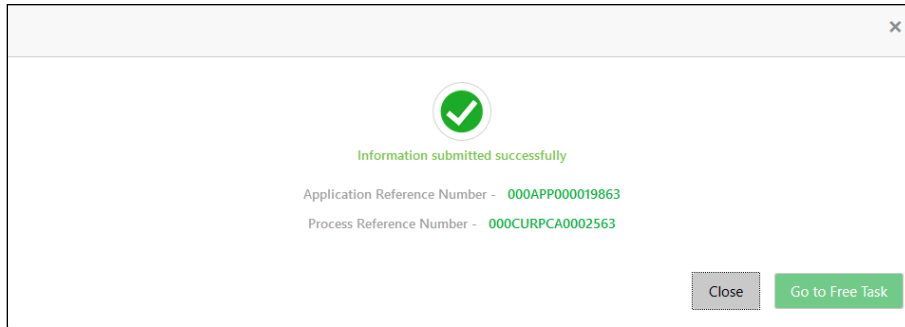 ×
Information submitted successfully
Application Reference Number - 000APP000019863
Process Reference Number - 000CURPCA0002563
Close Go to Free Task